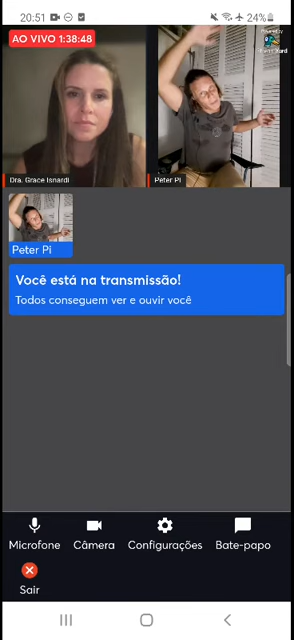 20:51
24%
AO VIVO 1:38:48
Dra. Grace Isnardi
Peter Pi
Peter Pi
Você está na transmissão!
Todos conseguem ver e ouvir você
Microfone
Câmera
Configurações
Bate-papo
Sair